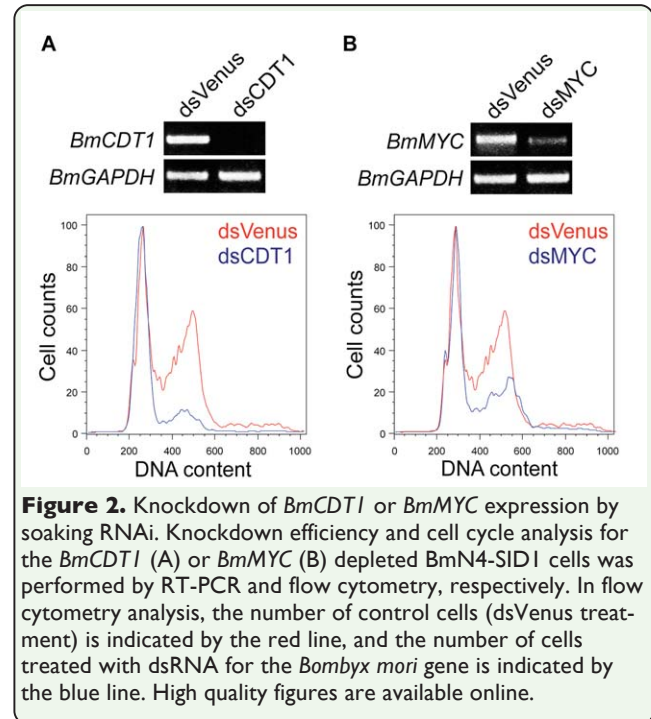 A
B
dsVenus
dsCDT1
dsVenus
dsMYC
BmCDT1
BmGAPDH
BmMYC
BmGAPDH
100
80
60
40
20
0
Cell counts
dsVenus
dsCDT1
0 200 400 600 800 1000
DNA content
100
80
60
40
20
0
Cell counts
dsVenus
dsMYC
0 200 400 600 800 1000
DNA content
Figure 2. Knockdown of BmCDT1 or BmMYC expression by
soaking RNAi. Knockdown efficiency and cell cycle analysis for
the BmCDT1 (A) or BmMYC (B) depleted BmN4-SID1 cells was
performed by RT-PCR and flow cytometry, respectively. In flow
cytometry analysis, the number of control cells (dsVenus treat-
ment) is indicated by the red line, and the number of cells
treated with dsRNA for the Bombyx mori gene is indicated by
the blue line. High quality figures are available online.